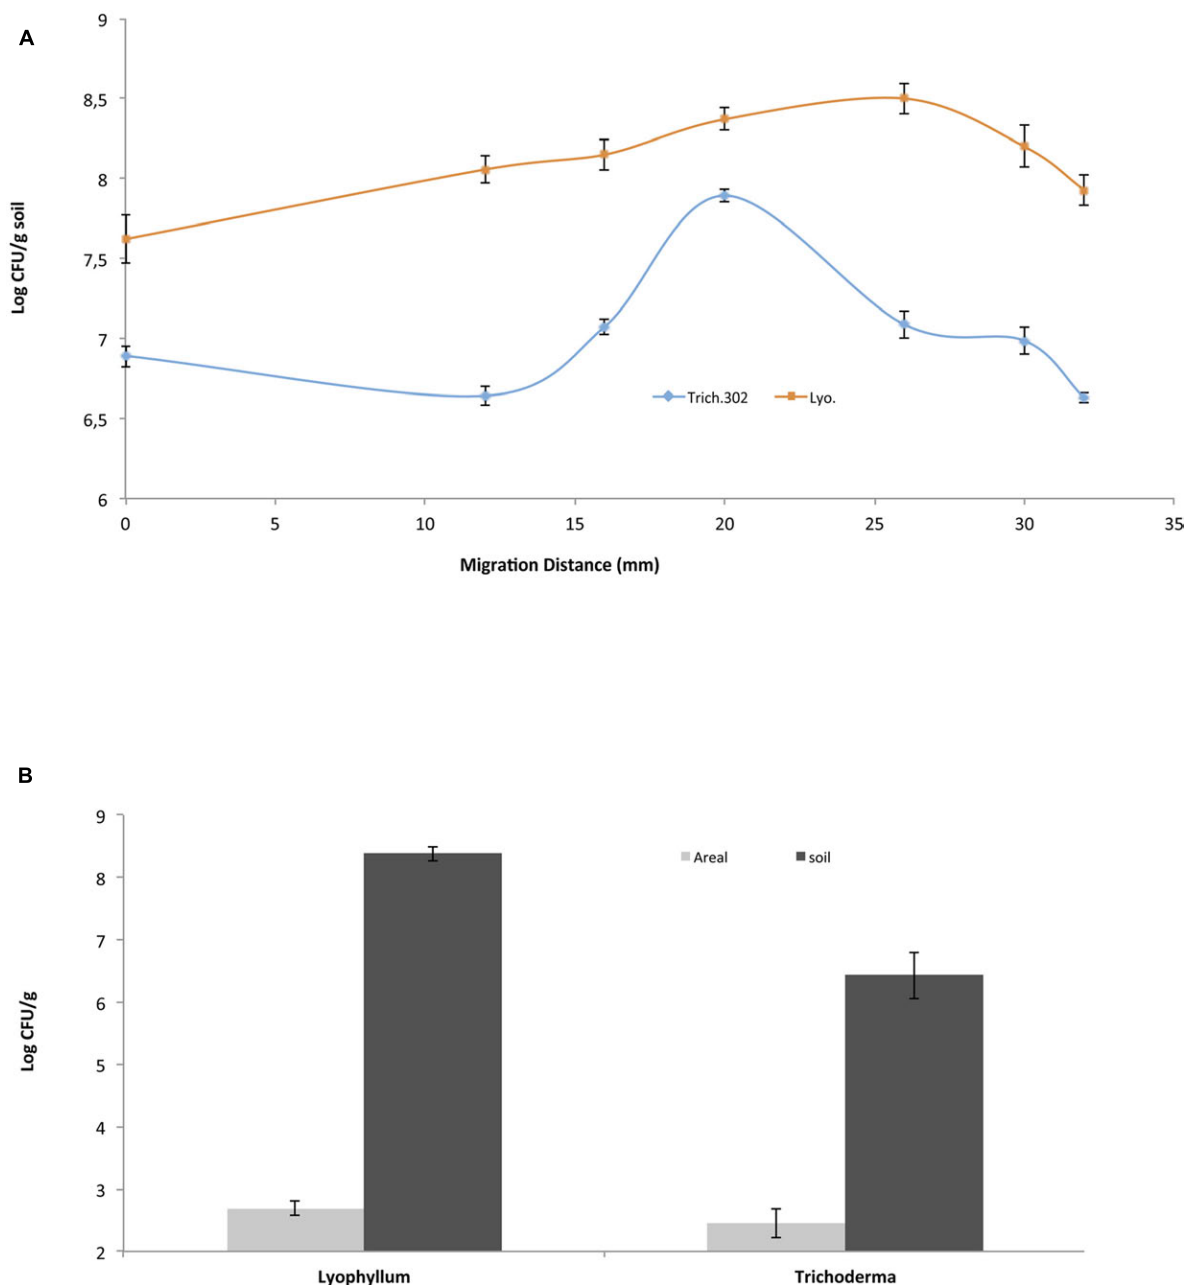 A
9
8,5
8
7,5
7
6,5
6
Log CFU/g soil
Trich.302 Lyo.
0 5 10 15 20 25 30 35
Migration Distance (mm)
B
9
8
7
6
5
4
3
2
Log CFU/g
Areal soil
Lyophyllum Trichoderma